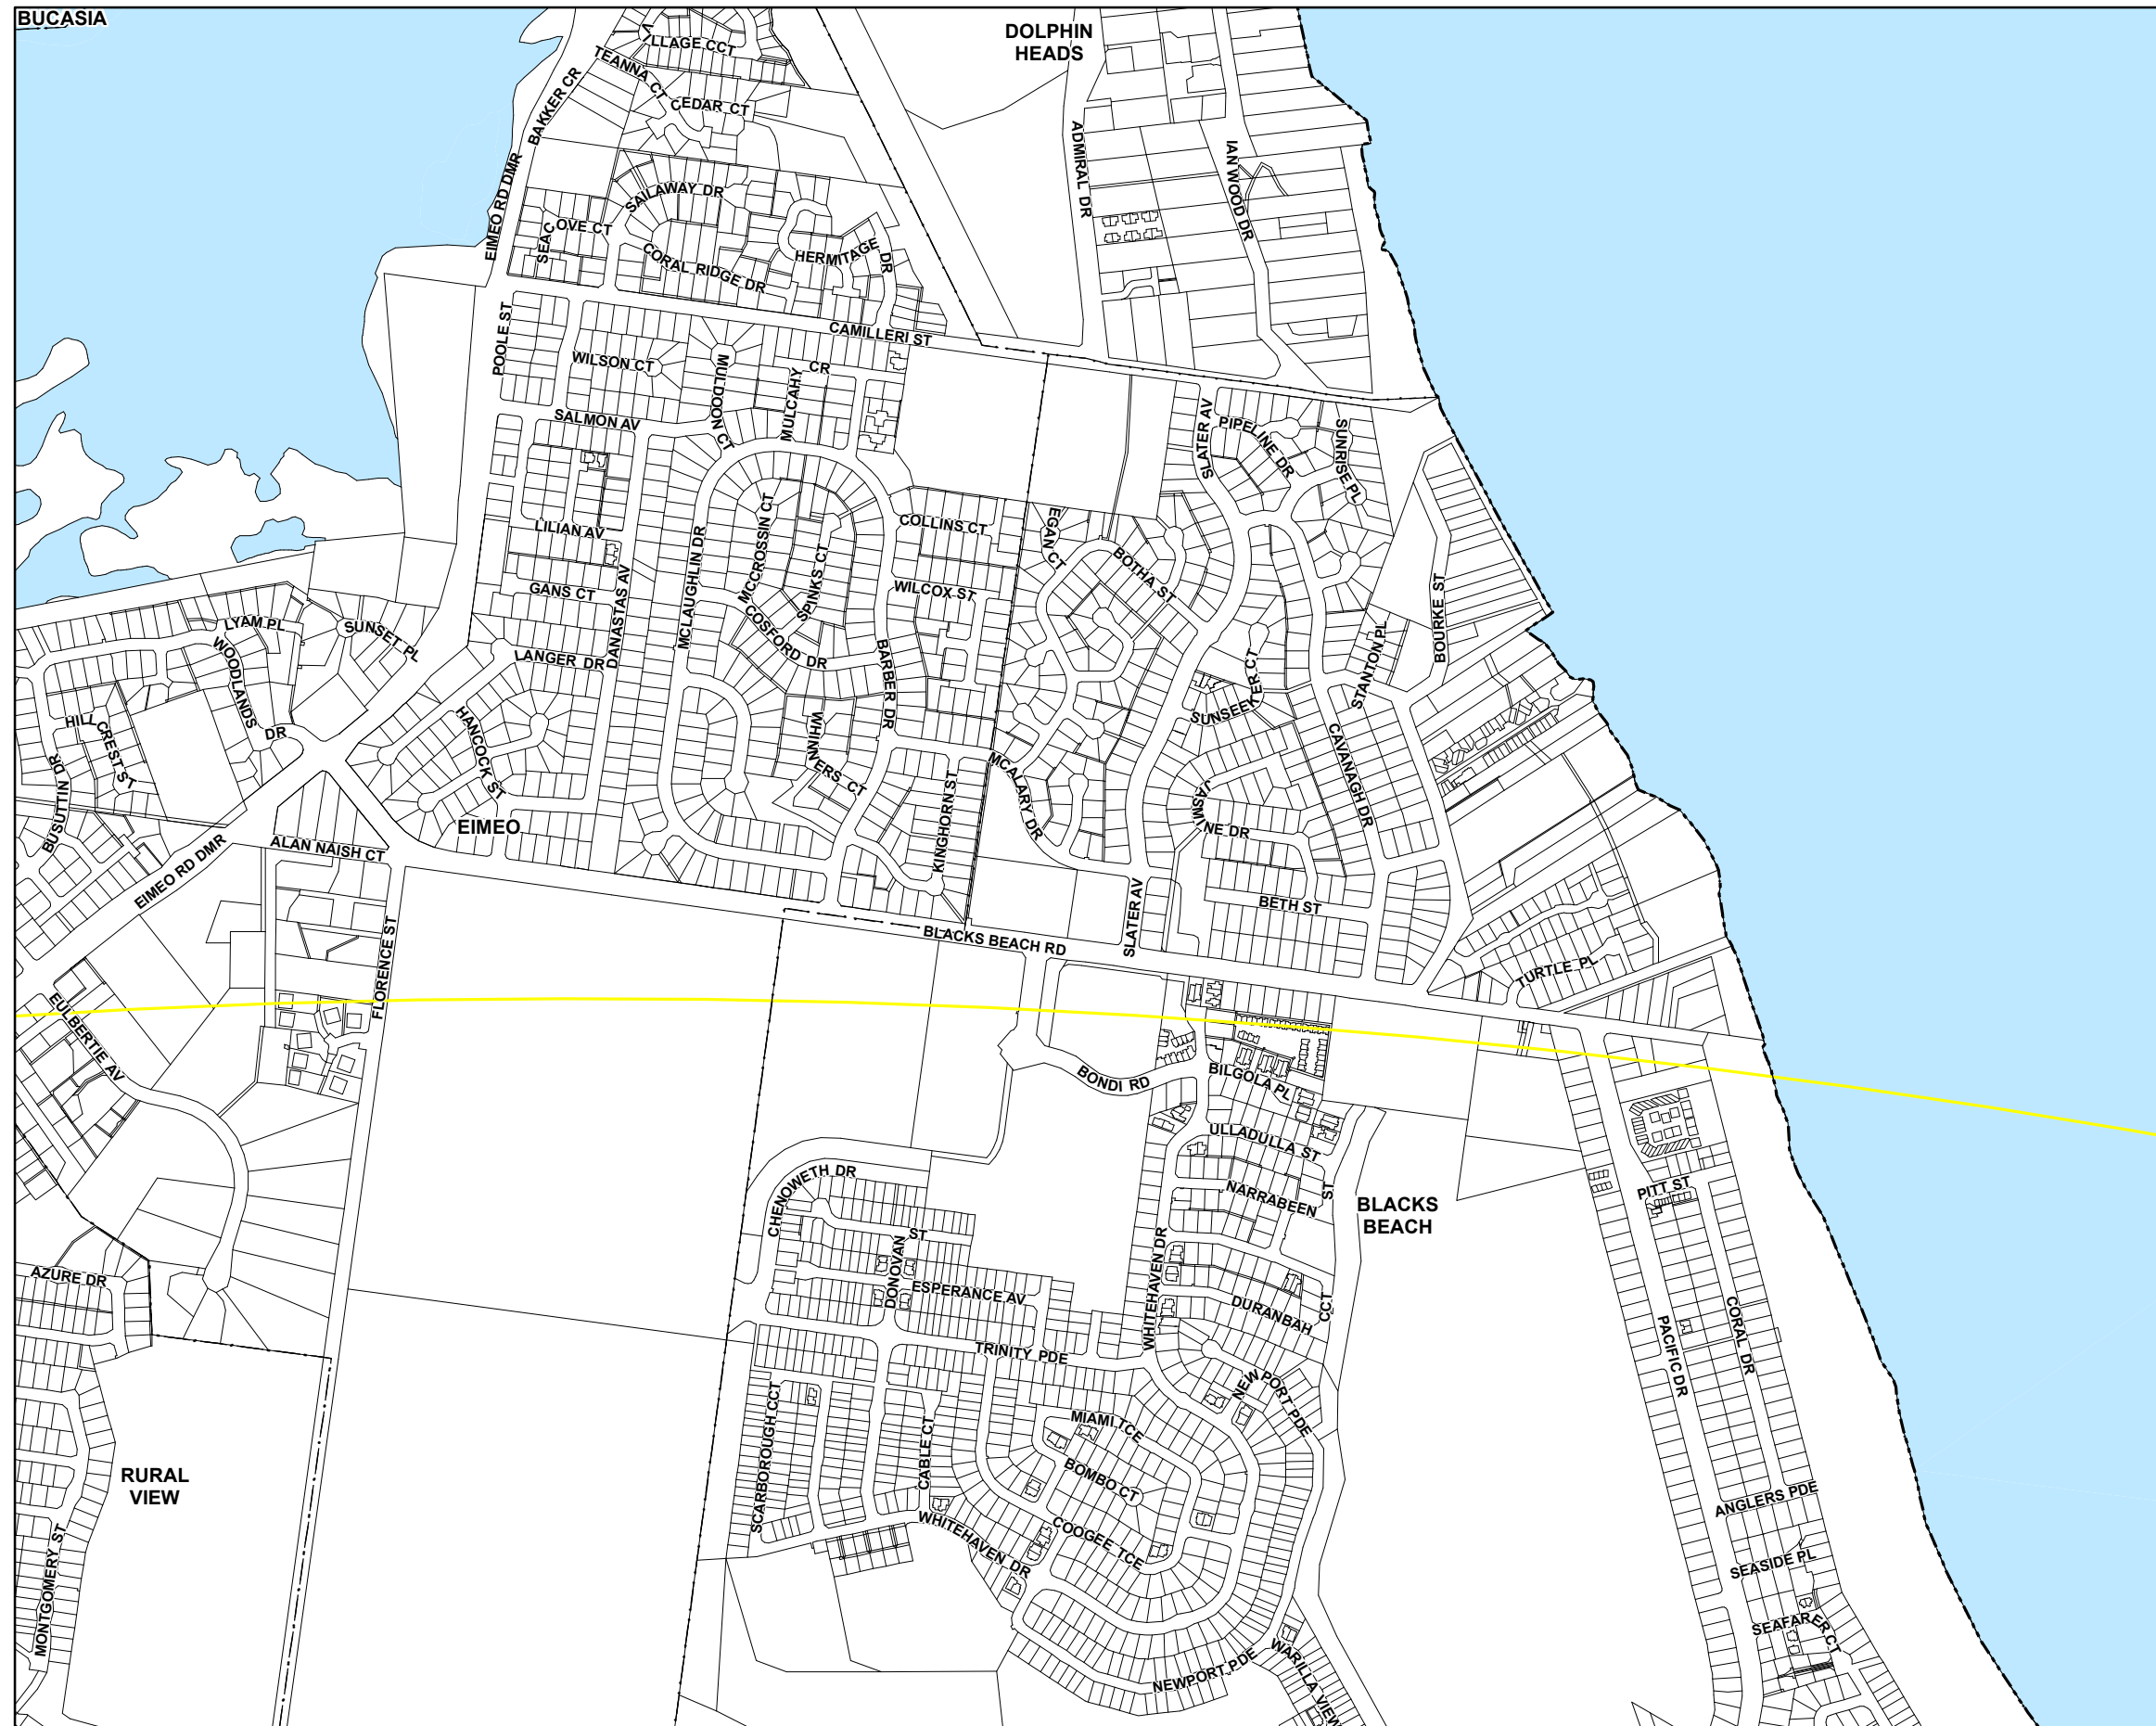 BUCASIA
DOLPHIN
HEADS
VILLAGE CCT
TEANNA CT
CEDAR CT
BAKKER CR
EIMEO RD DMR
SAILAWAY DR
SEACOVE CT
CORAL RIDGE DR
HERMITAGE DR
ADMIRAL DR
IAN WOOD DR
CAMILLERI ST
POOLE ST
WILSON CT
MULDOOON CT
MULCAHY CR
SALMON AV
SLATER AV
PIPELINE DR
SUNRISE PL
LILIAN AV
GANS CT
DANASTAS AV
MCLAUGHLIN DR
MCCROSSIN CT
SPINKS CT
COSFORD DR
COLLINS CT
WILCOX ST
BARBER DR
EGAN CT
BOTHA ST
BOURKE ST
STANTON PL
SUNSEEKER CT
LYAM PL
SUNSET PL
WOODLANDS DR
LANGER DR
HANCOCK ST
HILLCREST ST
BUSUTTIN DR
WHINNERS CT
KINGHORN ST
MCALARY DR
JASMINE DR
CAVANAGH DR
EIMEO
ALAN NAISH CT
EIMEO RD DMR
FLORENCE ST
BLACKS BEACH RD
SLATER AV
BETH ST
TURTLE PL
EULBERTIE AV
BONDI RD
BILGOLA PL
ULLADULLA ST
NARRABEEN ST
BLACKS
BEACH
PITT ST
CHENOWETH DR
DONOVAN ST
ESPERANCE AV
WHITEHAVEN DR
DURANBAH CCT
AZURE DR
TRINITY PDE
PACIFIC DR
CORAL DR
NEWPORT PDE
MIAMI TCE
SCARBOROUGH CCT
CABLE CT
BOMBO CT
COOGEE TCE
WHITEHAVEN DR
RURAL
VIEW
MONTGOMERY ST
ANGLERS PDE
SEASIDE PL
SEAFARER CT
NEWPORT PDE
WARILLA VIEW